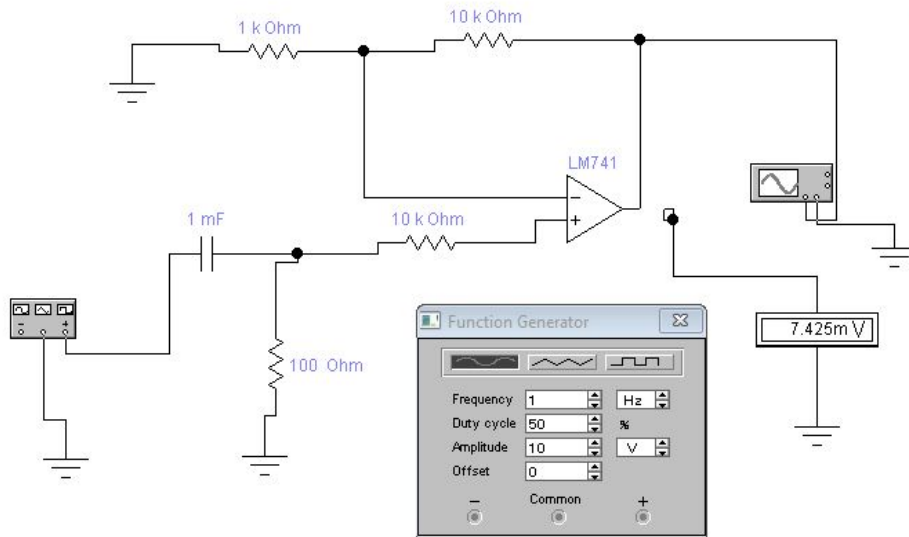 1 k Ohm
10 k Ohm
LM741
1 mF
10 k Ohm
7.425m V
100 Ohm
Function Generator
Frequency 1 Hz
Duty cycle 50 %
Amplitude 10 V
Offset 0
− Common +